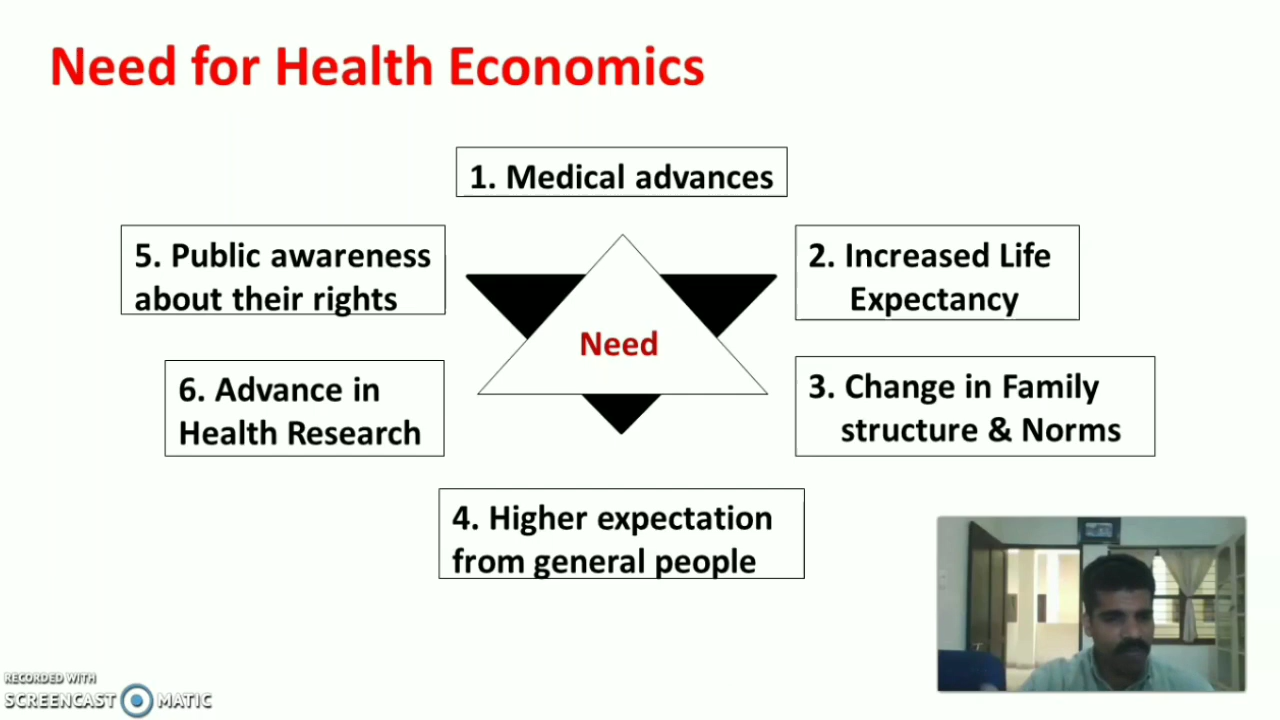 Need for Health Economics
1. Medical advances
5. Public awareness
about their rights
2. Increased Life
Expectancy
Need
6. Advance in
Health Research
3. Change in Family
structure & Norms
4. Higher expectation
from general people
RECORDED WITH
SCREENCAST MATIC